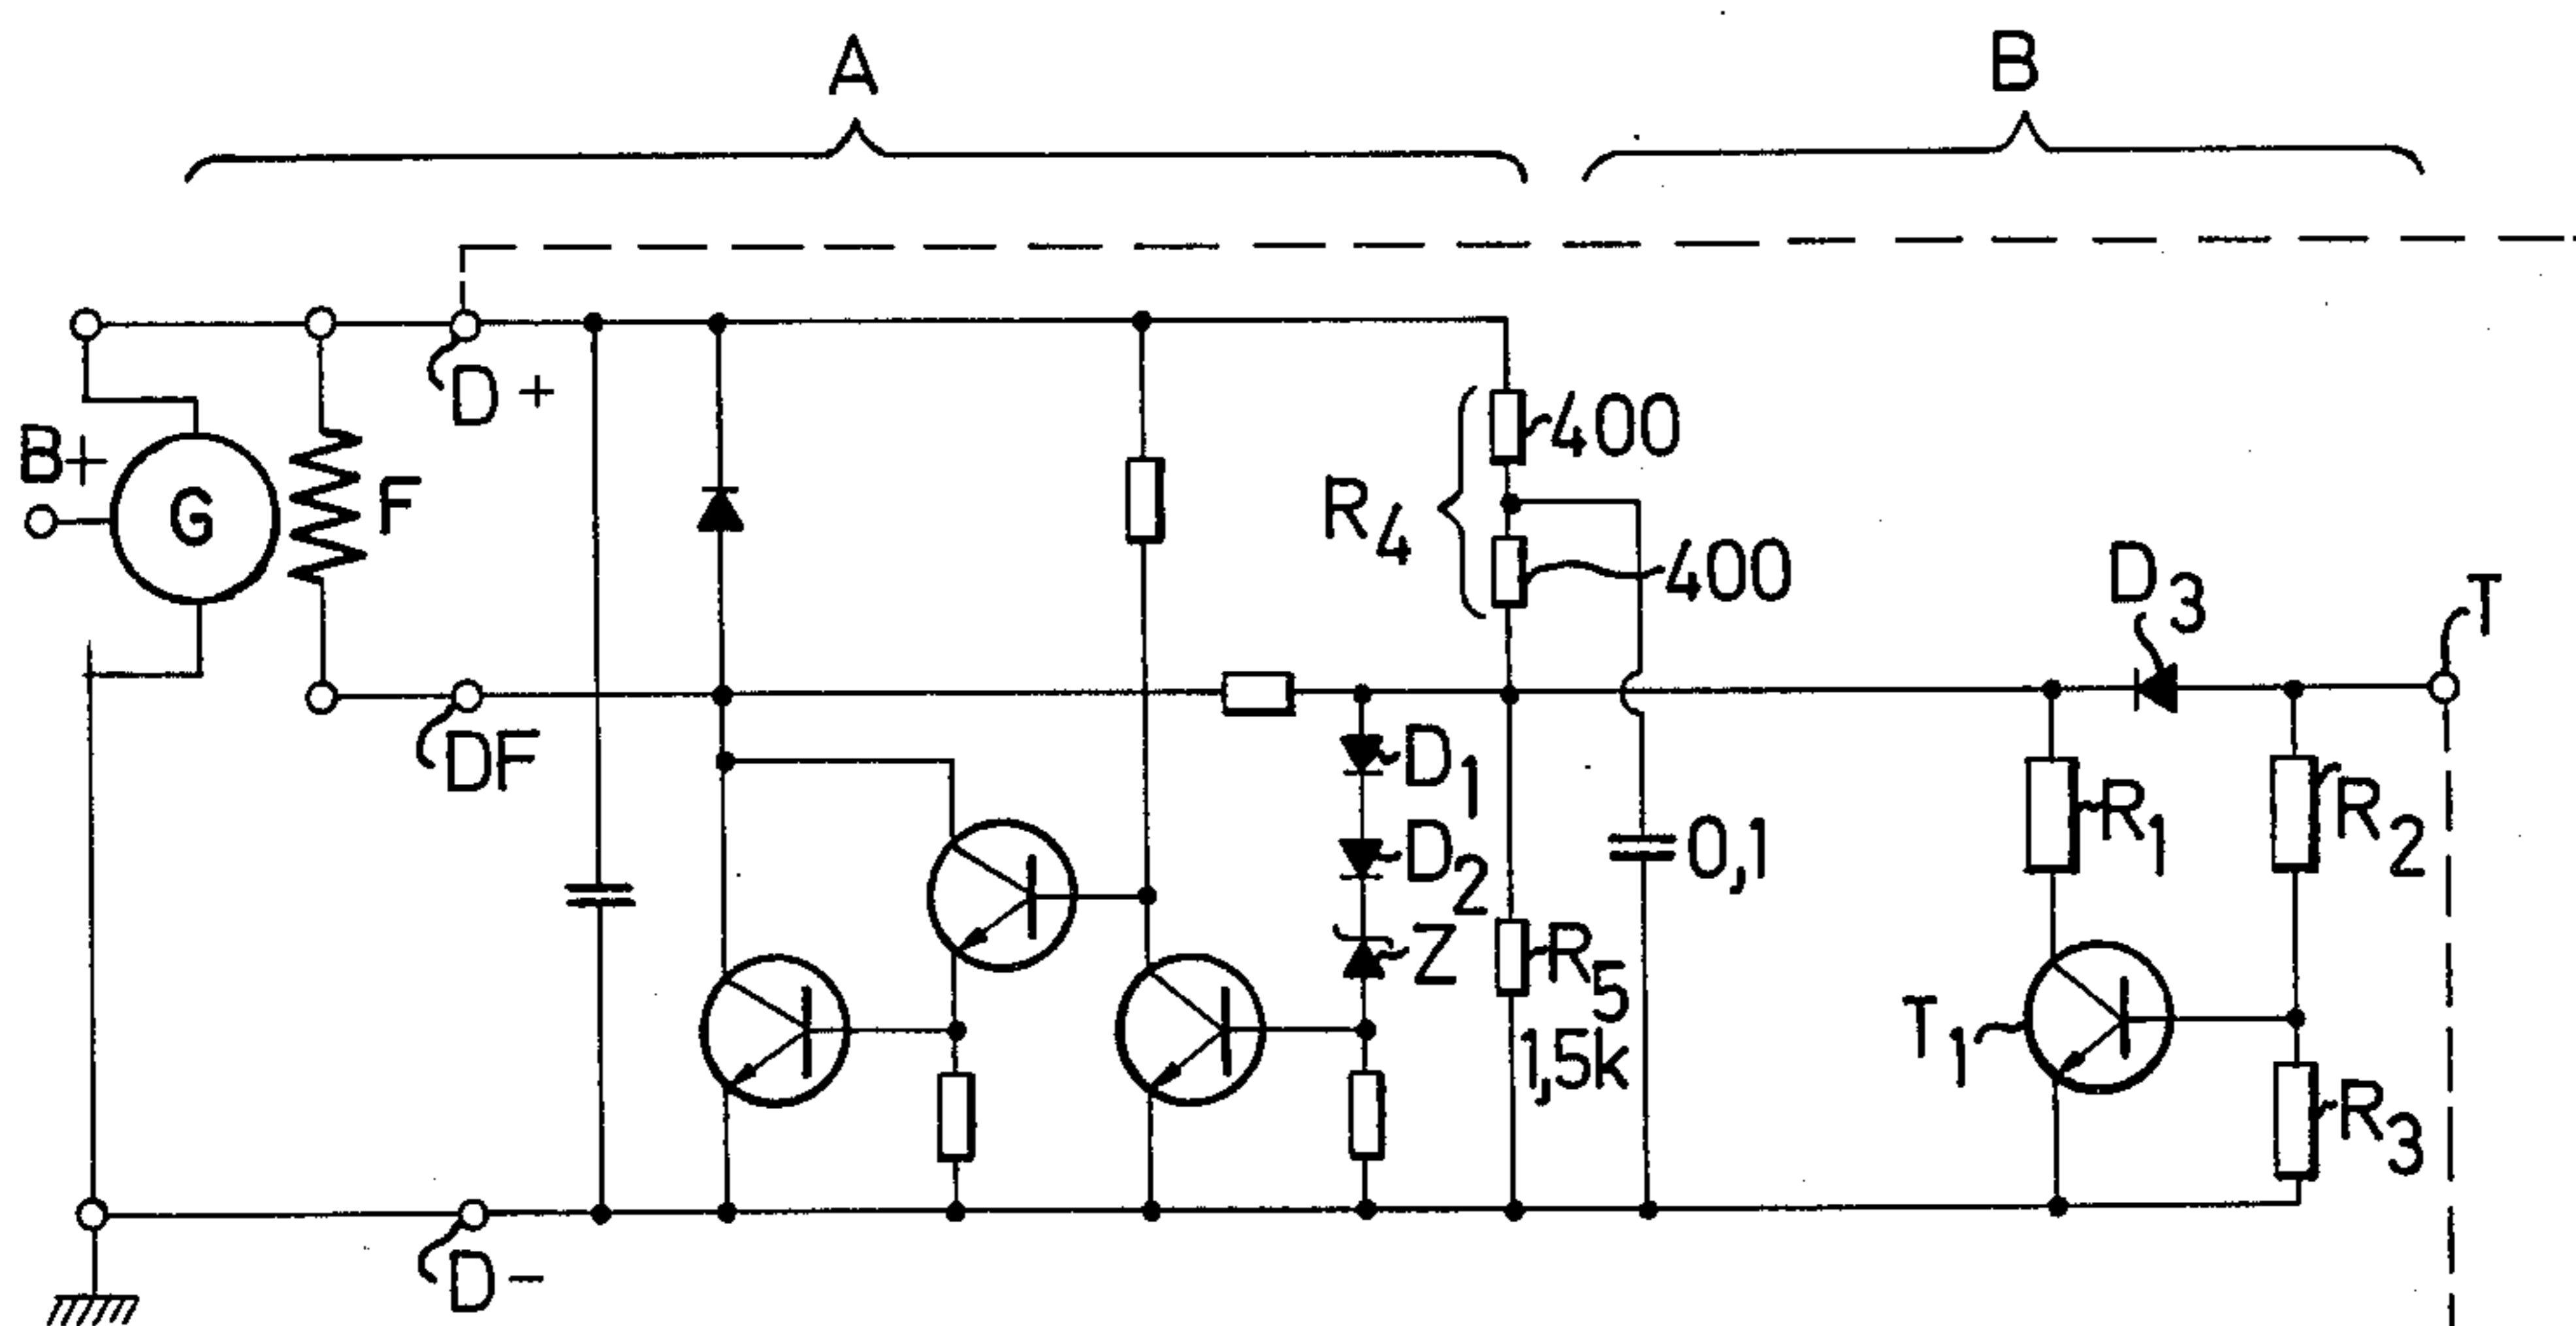 A
B
D+
B+
G
F
R4
400
400
D3
T
DF
D1
D2
Z
R5
1,5k
0,1
R1
R2
T1
R3
D-